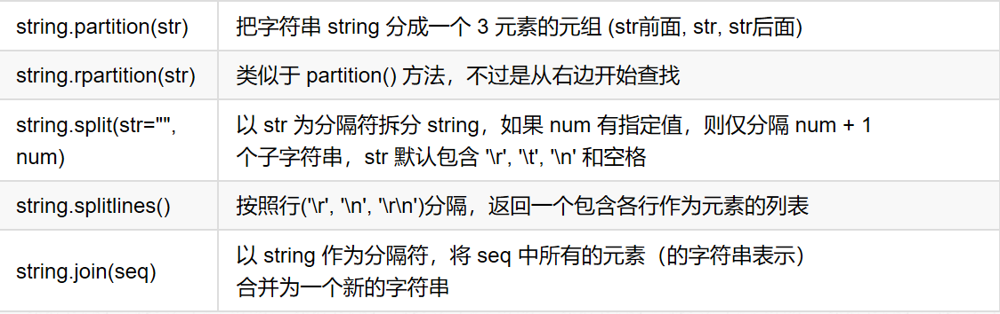 string.partition(str)
把字符串 string 分成一个 3 元素的元组 (str前面, str, str后面)
string.rpartition(str)
类似于 partition() 方法，不过是从右边开始查找
string.split(str="",
num)
以 str 为分隔符拆分 string，如果 num 有指定值，则仅分隔 num + 1
个子字符串，str 默认包含 '\r', '\t', '\n' 和空格
string.splitlines()
按照行('\r', '\n', '\r\n')分隔，返回一个包含各行作为元素的列表
string.join(seq)
以 string 作为分隔符，将 seq 中所有的元素（的字符串表示）
合并为一个新的字符串